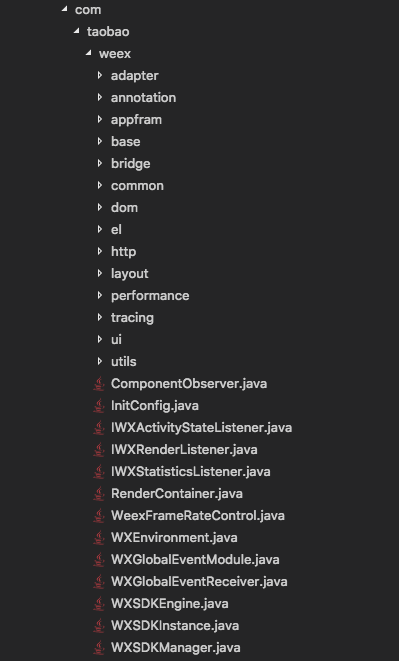 com
taobao
weex
adapter
annotation
appfram
base
bridge
common
dom
el
http
layout
performance
tracing
ui
utils
ComponentObserver.java
InitConfig.java
IWXActivityStateListener.java
IWXRenderListener.java
IWXStatisticsListener.java
RenderContainer.java
WeexFrameRateControl.java
WXEnvironment.java
WXGlobalEventModule.java
WXGlobalEventReceiver.java
WXSDKEngine.java
WXSDKInstance.java
WXSDKManager.java